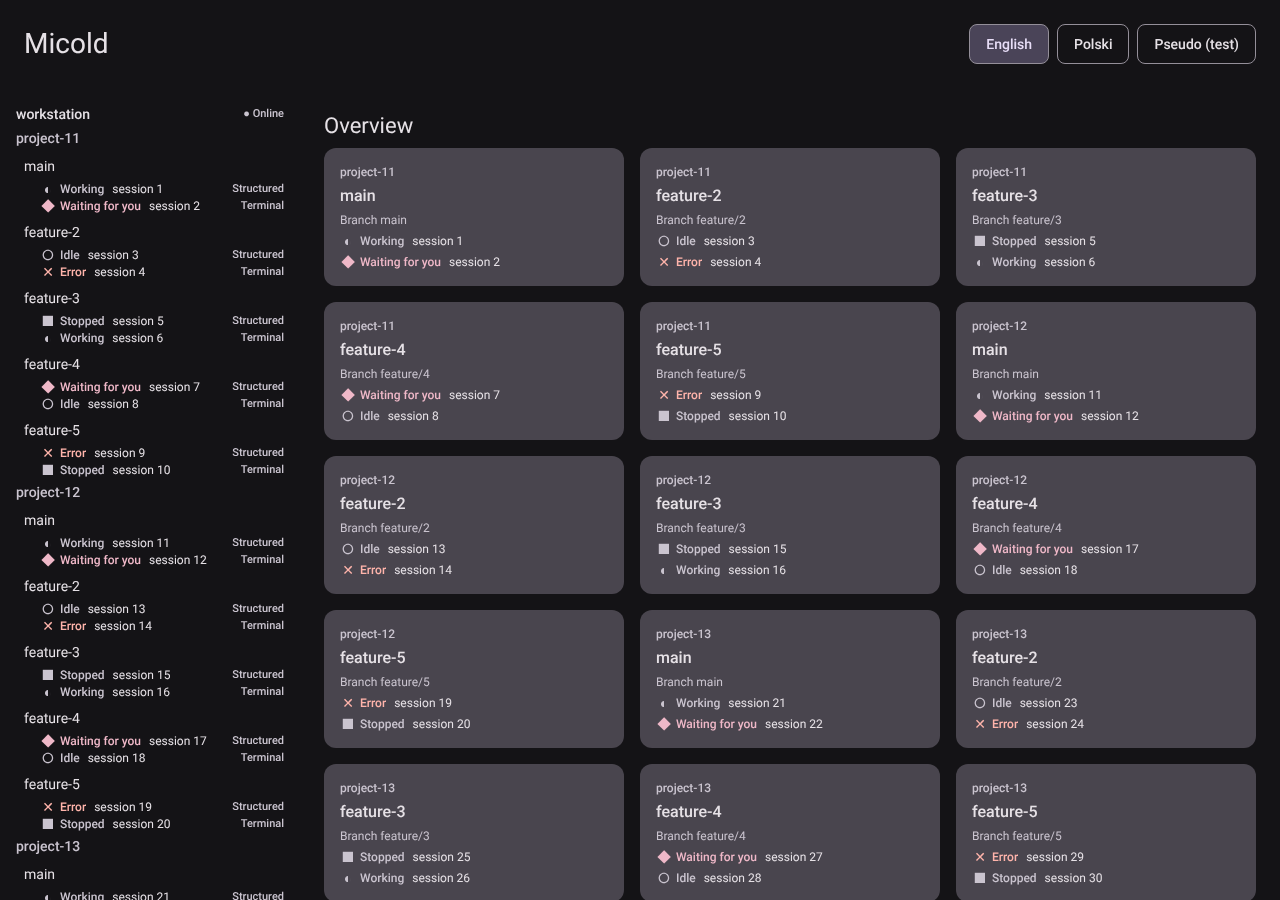 Micold
English
Polski
Pseudo (test)
workstation
● Online
project-11
main
Working session 1 Structured
Waiting for you session 2 Terminal
feature-2
Idle session 3 Structured
Error session 4 Terminal
feature-3
Stopped session 5 Structured
Working session 6 Terminal
feature-4
Waiting for you session 7 Structured
Idle session 8 Terminal
feature-5
Error session 9 Structured
Stopped session 10 Terminal
project-12
main
Working session 11 Structured
Waiting for you session 12 Terminal
feature-2
Idle session 13 Structured
Error session 14 Terminal
feature-3
Stopped session 15 Structured
Working session 16 Terminal
feature-4
Waiting for you session 17 Structured
Idle session 18 Terminal
feature-5
Error session 19 Structured
Stopped session 20 Terminal
project-13
main
Working session 21 Structured
Overview
project-11
main
Branch main
Working session 1
Waiting for you session 2
project-11
feature-2
Branch feature/2
Idle session 3
Error session 4
project-11
feature-3
Branch feature/3
Stopped session 5
Working session 6
project-11
feature-4
Branch feature/4
Waiting for you session 7
Idle session 8
project-11
feature-5
Branch feature/5
Error session 9
Stopped session 10
project-12
main
Branch main
Working session 11
Waiting for you session 12
project-12
feature-2
Branch feature/2
Idle session 13
Error session 14
project-12
feature-3
Branch feature/3
Stopped session 15
Working session 16
project-12
feature-4
Branch feature/4
Waiting for you session 17
Idle session 18
project-12
feature-5
Branch feature/5
Error session 19
Stopped session 20
project-13
main
Branch main
Working session 21
Waiting for you session 22
project-13
feature-2
Branch feature/2
Idle session 23
Error session 24
project-13
feature-3
Branch feature/3
Stopped session 25
Working session 26
project-13
feature-4
Branch feature/4
Waiting for you session 27
Idle session 28
project-13
feature-5
Branch feature/5
Error session 29
Stopped session 30